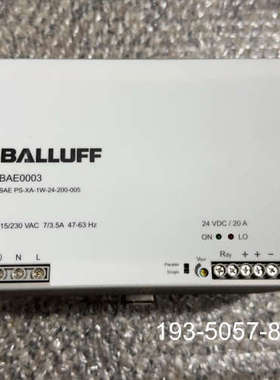 BALLUFF
BAE0003
BAE PS-XA-1W-24-200-005
15/230 VAC 7/3.5A 47-63 Hz
24 VDC / 20 A
ON LO
N L
Parallel
Single
Rdy + + −
193-5057-8